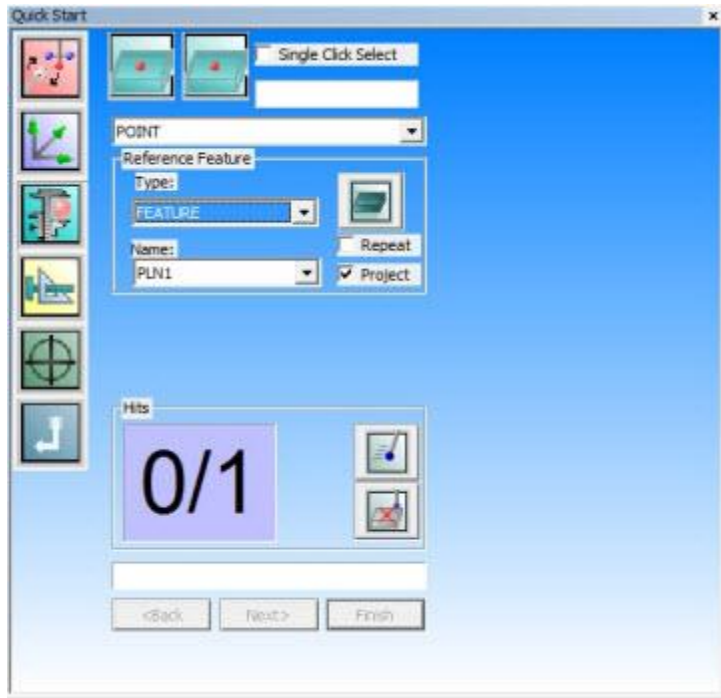 Quick Start
Single Click Select
POINT
Reference Feature
Type:
FEATURE
Name:
Repeat
PLN1
Project
Hits
0/1
<Back
Next>
Finish